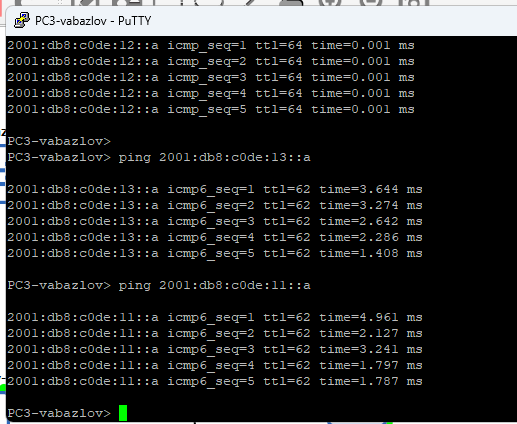 PC3-vabazlov - PuTTY
2001:db8:c0de:12::a icmp_seq=1 ttl=64 time=0.001 ms
2001:db8:c0de:12::a icmp_seq=2 ttl=64 time=0.001 ms
2001:db8:c0de:12::a icmp_seq=3 ttl=64 time=0.001 ms
2001:db8:c0de:12::a icmp_seq=4 ttl=64 time=0.001 ms
2001:db8:c0de:12::a icmp_seq=5 ttl=64 time=0.001 ms
PC3-vabazlov>
PC3-vabazlov> ping 2001:db8:c0de:13::a
2001:db8:c0de:13::a icmp6_seq=1 ttl=62 time=3.644 ms
2001:db8:c0de:13::a icmp6_seq=2 ttl=62 time=3.274 ms
2001:db8:c0de:13::a icmp6_seq=3 ttl=62 time=2.642 ms
2001:db8:c0de:13::a icmp6_seq=4 ttl=62 time=2.286 ms
2001:db8:c0de:13::a icmp6_seq=5 ttl=62 time=1.408 ms
PC3-vabazlov> ping 2001:db8:c0de:11::a
2001:db8:c0de:11::a icmp6_seq=1 ttl=62 time=4.961 ms
2001:db8:c0de:11::a icmp6_seq=2 ttl=62 time=2.127 ms
2001:db8:c0de:11::a icmp6_seq=3 ttl=62 time=3.241 ms
2001:db8:c0de:11::a icmp6_seq=4 ttl=62 time=1.797 ms
2001:db8:c0de:11::a icmp6_seq=5 ttl=62 time=1.787 ms
PC3-vabazlov>